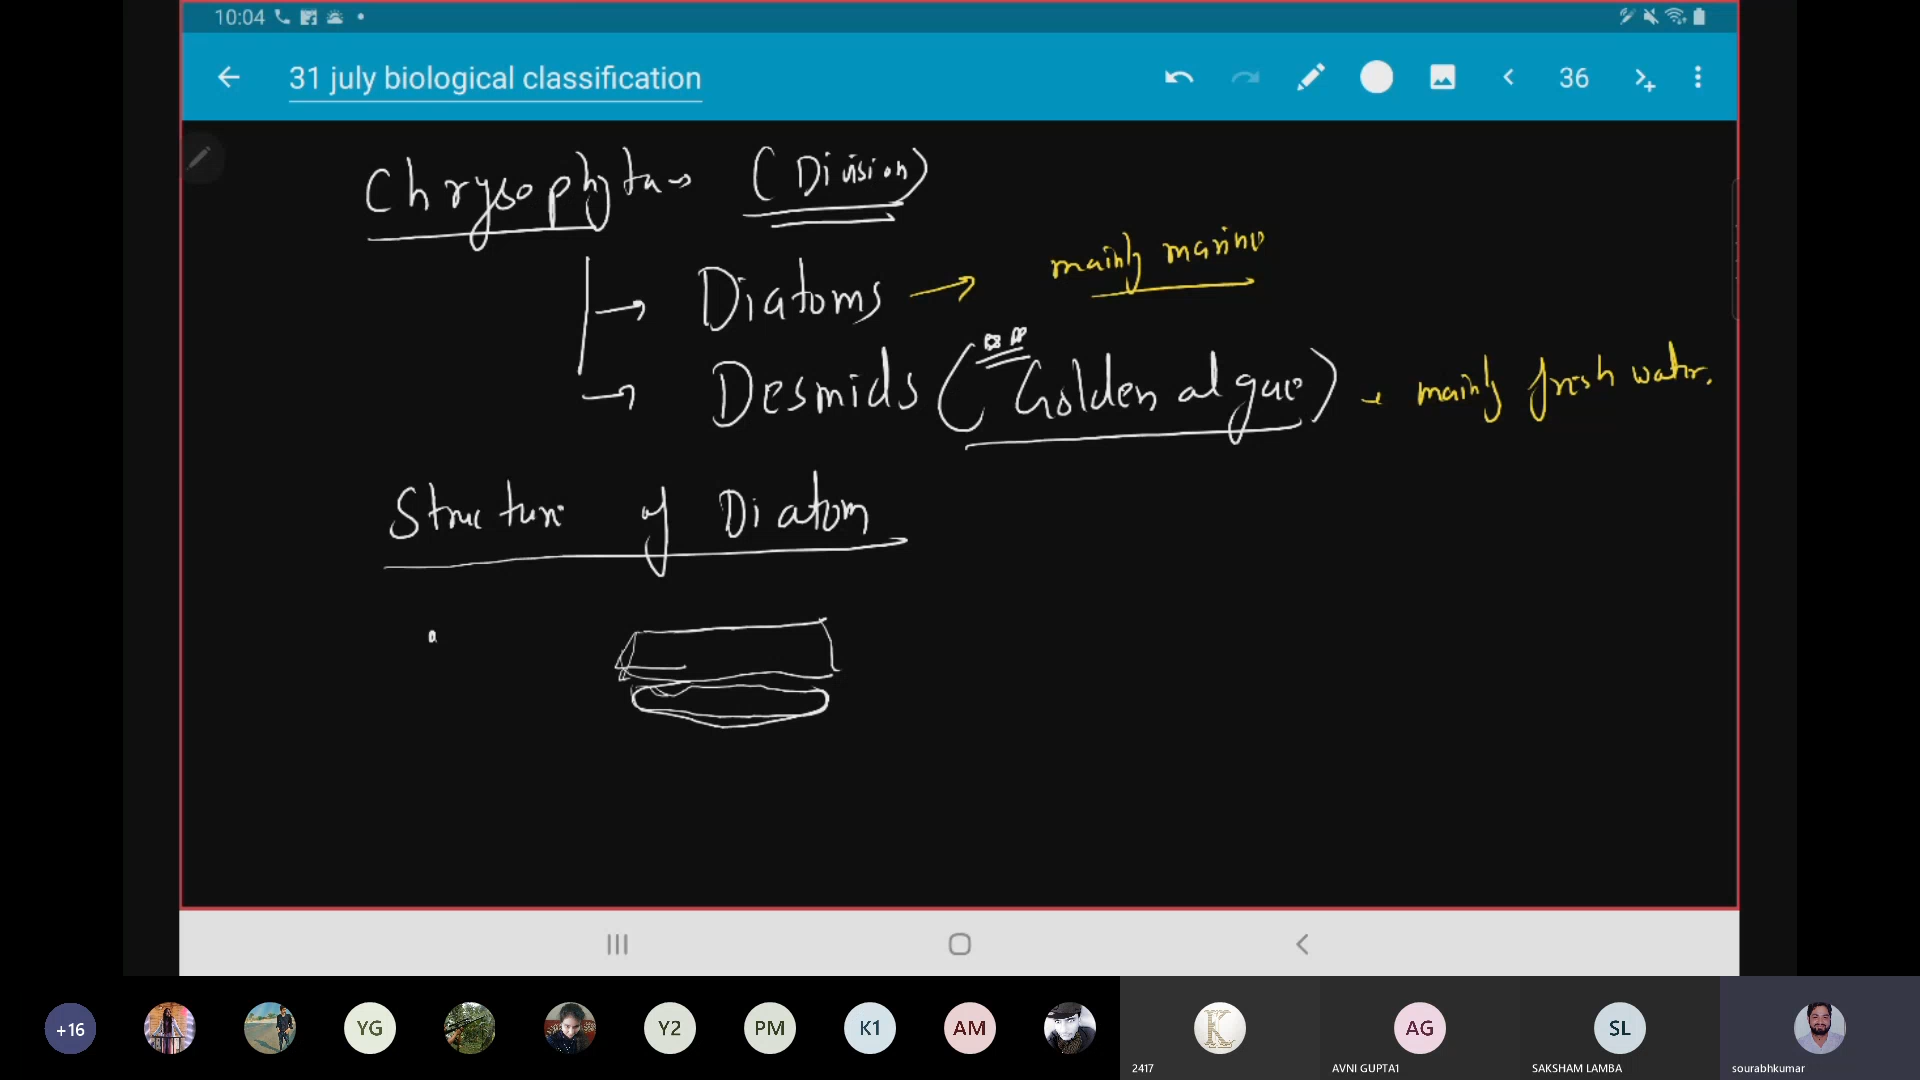 10:04
31 july biological classification
36
Chrysophytas (Division)
Diatoms → mainly marine
Desmids (Golden algae) → mainly fresh water.
Structure of Diatom
+16
YG
Y2
PM
K1
AM
K
AG
SL
2417
AVNI GUPTA1
SAKSHAM LAMBA
sourabhkumar